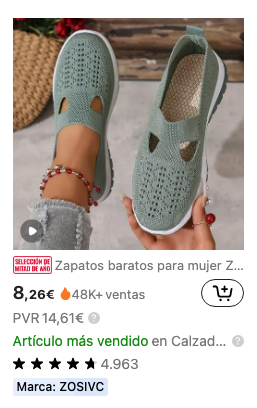 SELECCIÓN DE
MITAD DE AÑO
Zapatos baratos para mujer Z...
8,26€ 48K+ ventas
PVR 14,61€ ?
Artículo más vendido en Calzad... ?
4.963
Marca: ZOSIVC